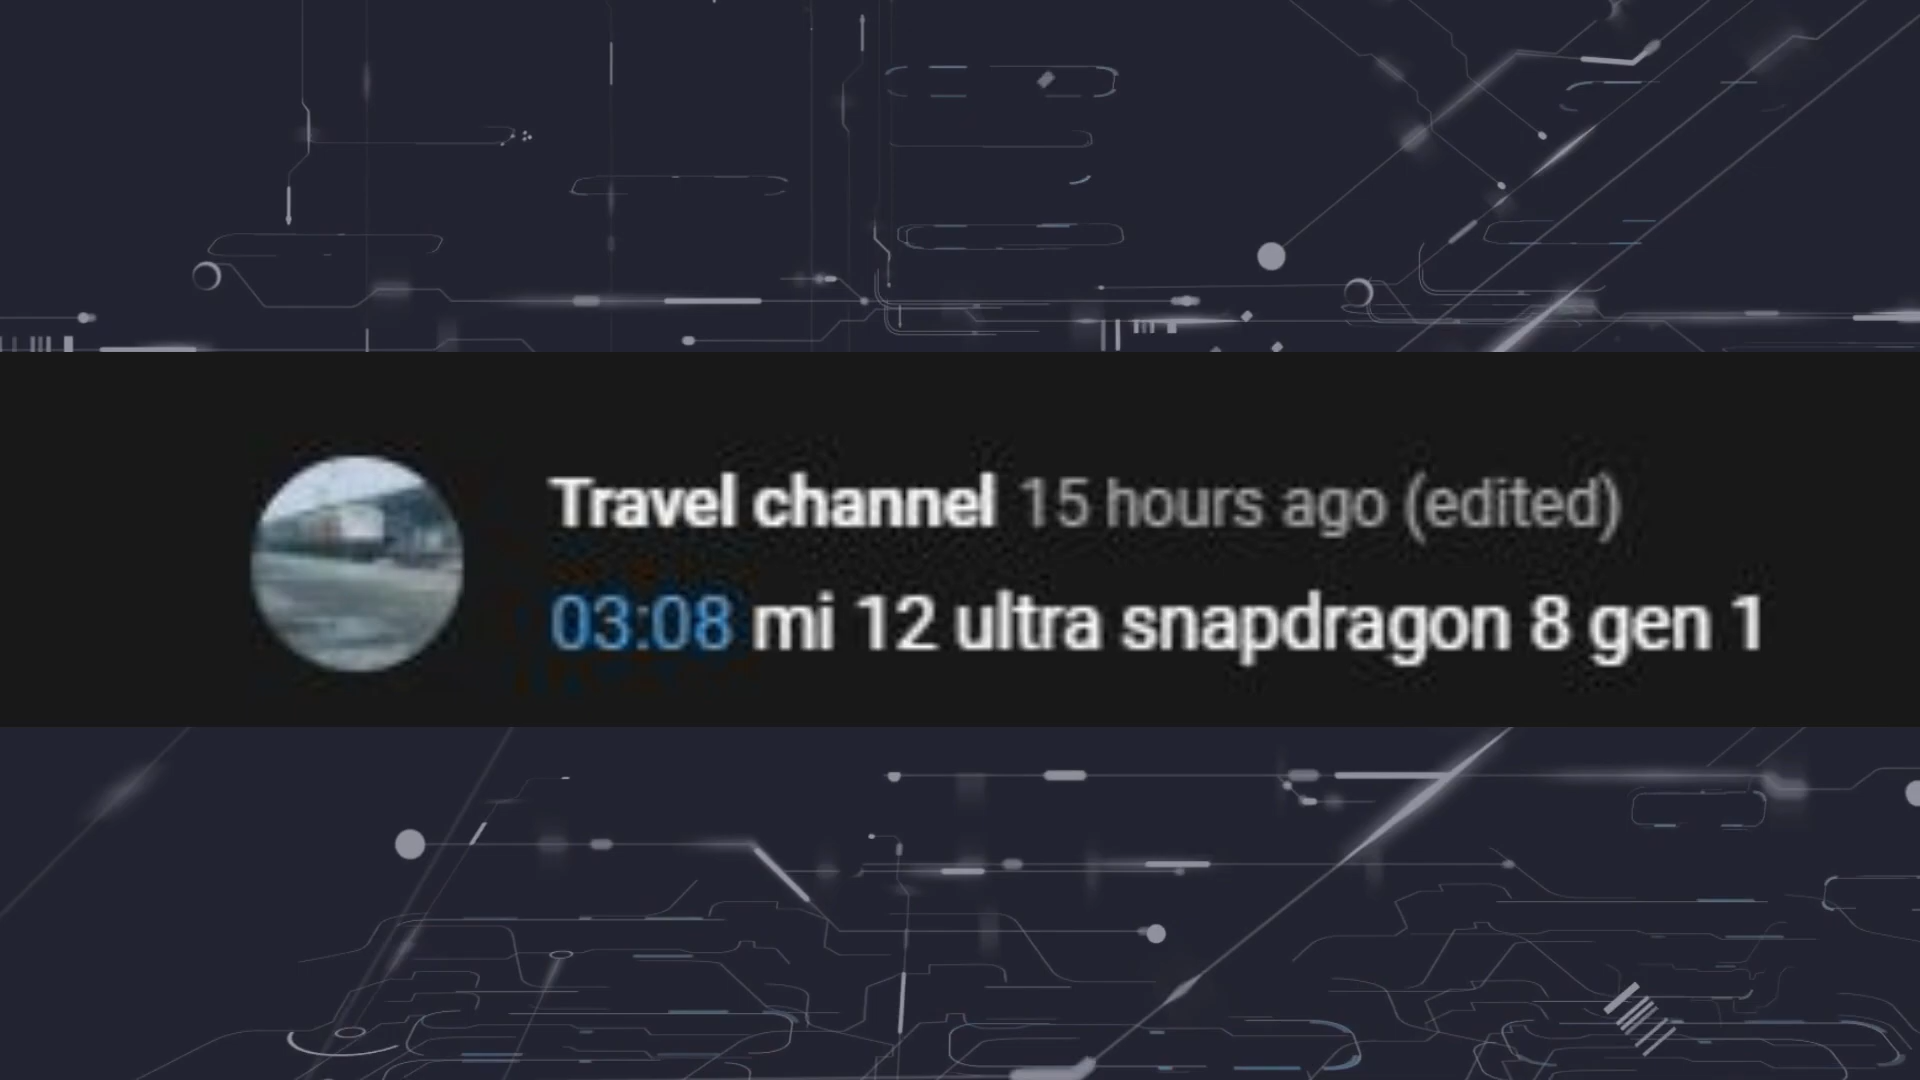 Travel channel 15 hours ago (edited)
03:08 mi 12 ultra snapdragon 8 gen 1